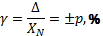 γ = Δ / X_N = ±p, %